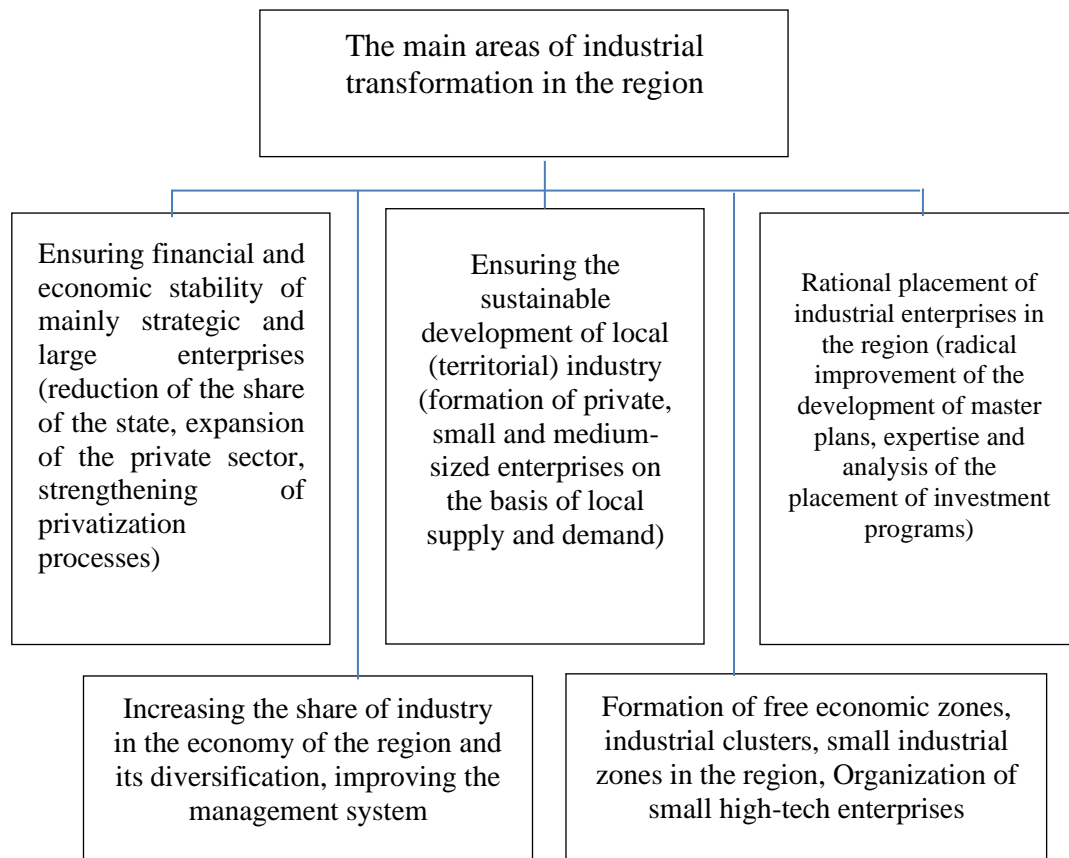 The main areas of industrial
transformation in the region
Ensuring financial and
economic stability of
mainly strategic and
large enterprises
(reduction of the share
of the state, expansion
of the private sector,
strengthening of
privatization
processes)
Ensuring the
sustainable
development of local
(territorial) industry
(formation of private,
small and medium-
sized enterprises on
the basis of local
supply and demand)
Rational placement of
industrial enterprises in
the region (radical
improvement of the
development of master
plans, expertise and
analysis of the
placement of investment
programs)
Increasing the share of industry
in the economy of the region and
its diversification, improving the
management system
Formation of free economic zones,
industrial clusters, small industrial
zones in the region, Organization of
small high-tech enterprises